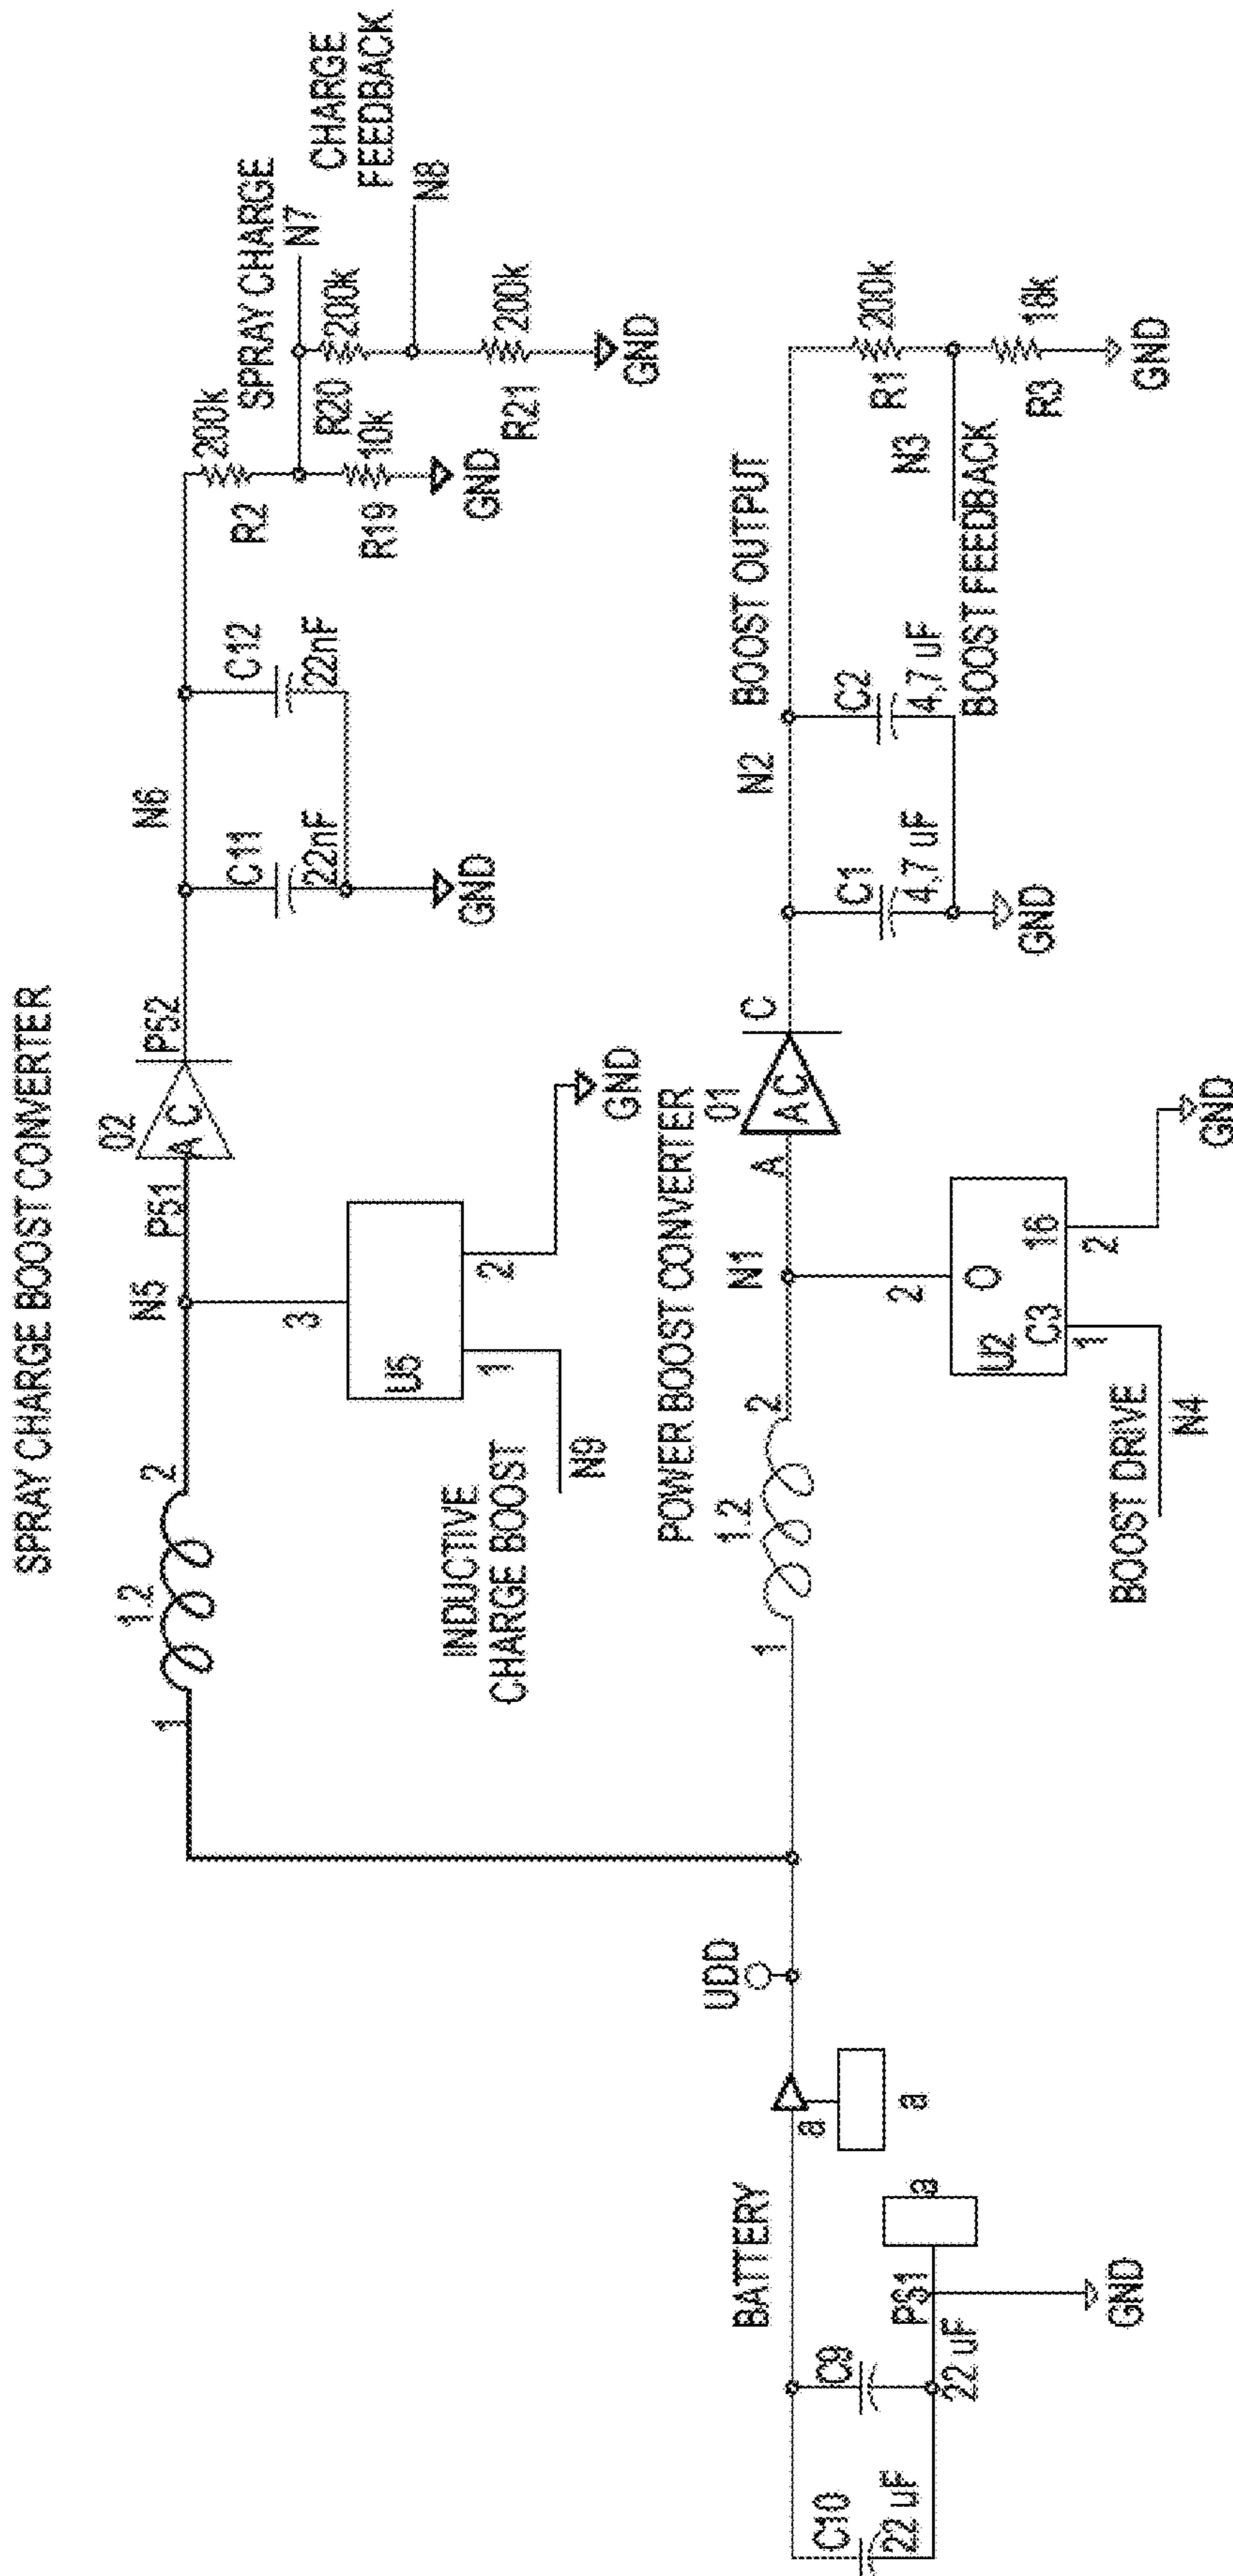 SPRAY CHARGE BOOST CONVERTER
1
1.2
2
N5
P51
02
A C
P52
N6
C11
22nF
C12
22nF
GND
R2
200k
R19
10k
GND
SPRAY CHARGE
N7
R20
200k
CHARGE
FEEDBACK
N8
R21
200k
GND
3
U5
1
2
GND
INDUCTIVE
CHARGE BOOST
N9
POWER BOOST CONVERTER
1
1.2
2
N1
A
01
A C
C
N2
BOOST OUTPUT
C1
4.7 uF
C2
4.7 uF
GND
R1
200k
N3
BOOST FEEDBACK
R3
18k
GND
2
O
U2
C3
16
1
2
GND
BOOST DRIVE
N4
UDD
BATTERY
a
a
C10
22 uF
C9
22 uF
PS1
a
GND